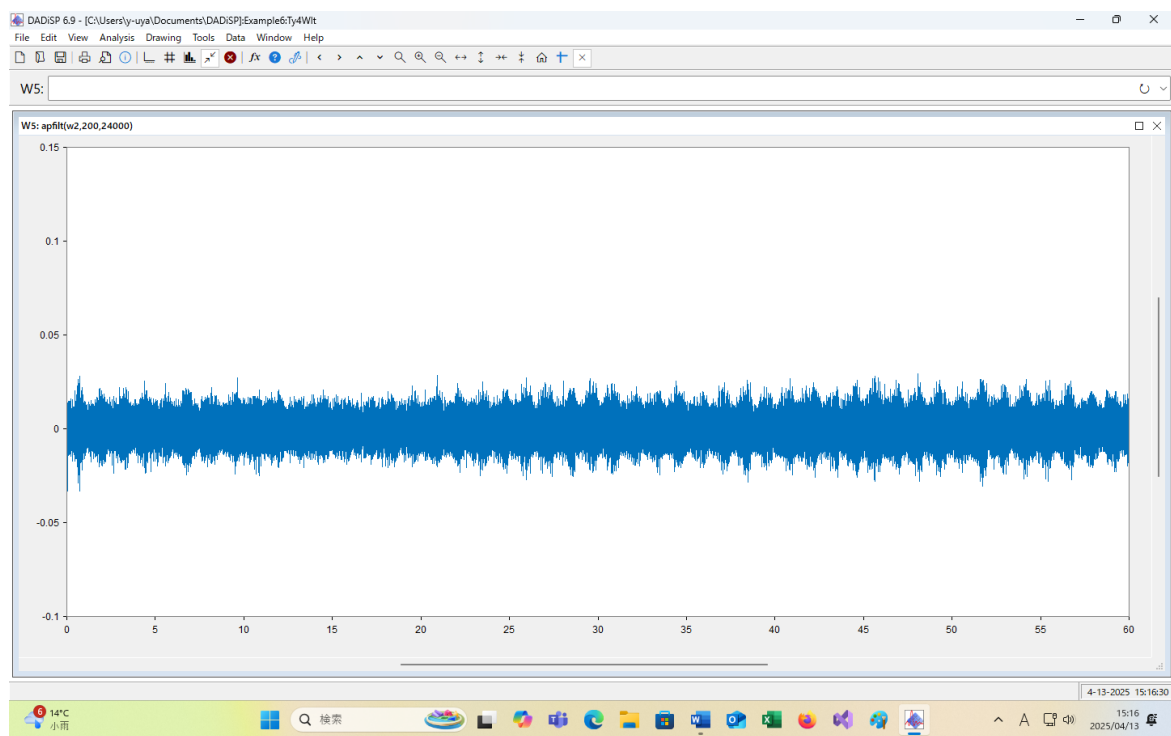 DADiSP 6.9 - [C:\Users\y-uya\Documents\DADiSP]:Example6:Ty4Wlt
File Edit View Analysis Drawing Tools Data Window Help
fx
W5:
W5: apfilt(w2,200,24000)
0.15
0.1
0.05
0
-0.05
-0.1
0 5 10 15 20 25 30 35 40 45 50 55 60
4-13-2025 15:16:30
6 14°C
小雨
検索
A
15:16
2025/04/13